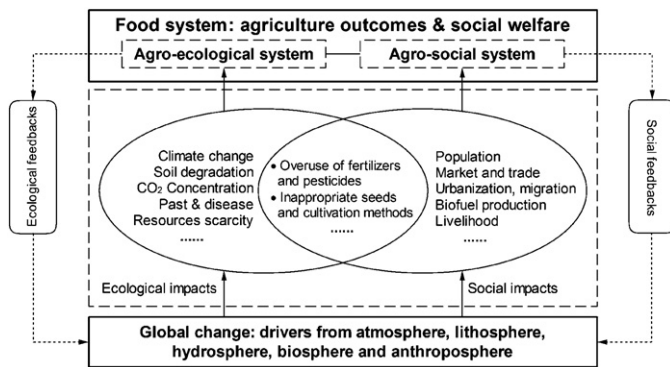 Food system: agriculture outcomes & social welfare
Agro-ecological system
Agro-social system
Ecological feedbacks
Social feedbacks
Climate change
Soil degradation
CO₂ Concentration
Past & disease
Resources scarcity
......
• Overuse of fertilizers
and pesticides
• Inappropriate seeds
and cultivation methods
......
Population
Market and trade
Urbanization, migration
Biofuel production
Livelihood
......
Ecological impacts
Social impacts
Global change: drivers from atmosphere, lithosphere,
hydrosphere, biosphere and anthroposphere